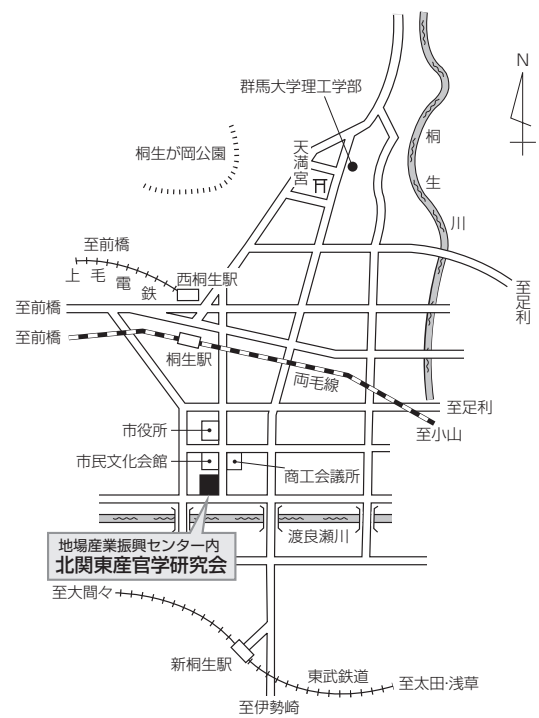 N
群馬大学理工学部
桐生川
天満宮
桐生が岡公園
至前橋
上毛電鉄
西桐生駅
至足利
至前橋
至前橋
桐生駅
両毛線
至足利
至小山
市役所
市民文化会館
商工会議所
渡良瀬川
地場産業振興センター内
北関東産官学研究会
至大間々
新桐生駅
東武鉄道
至太田・浅草
至伊勢崎